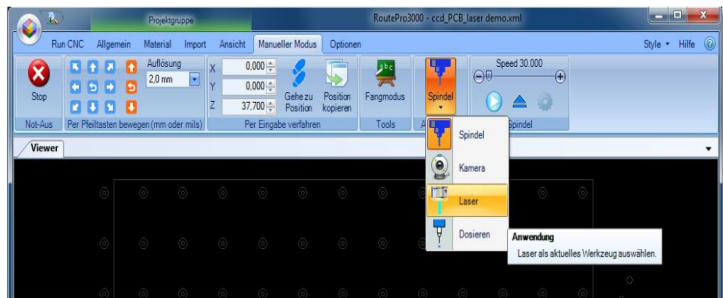 Projektgruppe
RoutePro3000 - ccd_PCB_laser demo.xml
Run CNC Allgemein Material Import Ansicht Manueller Modus Optionen Style Hilfe
Stop
Auflösung
2,0 mm
X 0,000
Y 0,000
Z 37,700
Gehe zu Position
Position kopieren
Fangmodus
Spindel
Speed 30.000
Not-Aus
Per Pfeiltasten bewegen (mm oder mils)
Per Eingabe verfahren
Tools
Spindel
Viewer
Spindel
Kamera
Laser
Dosieren
Anwendung
Laser als aktuelles Werkzeug auswählen.